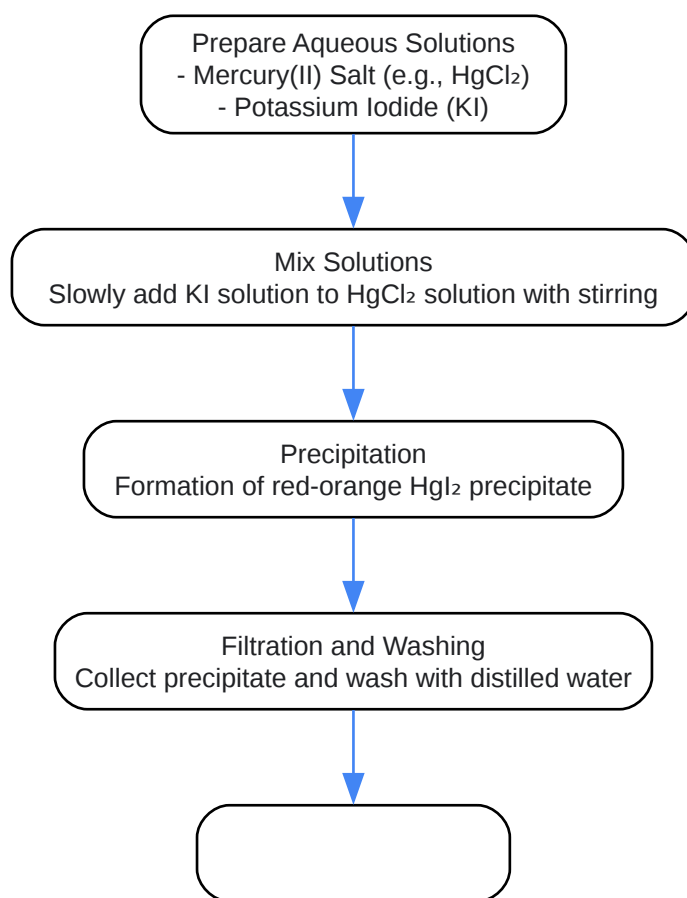 Prepare Aqueous Solutions
- Mercury(II) Salt (e.g., HgCl₂)
- Potassium Iodide (KI)
Mix Solutions
Slowly add KI solution to HgCl₂ solution with stirring
Precipitation
Formation of red-orange HgI₂ precipitate
Filtration and Washing
Collect precipitate and wash with distilled water